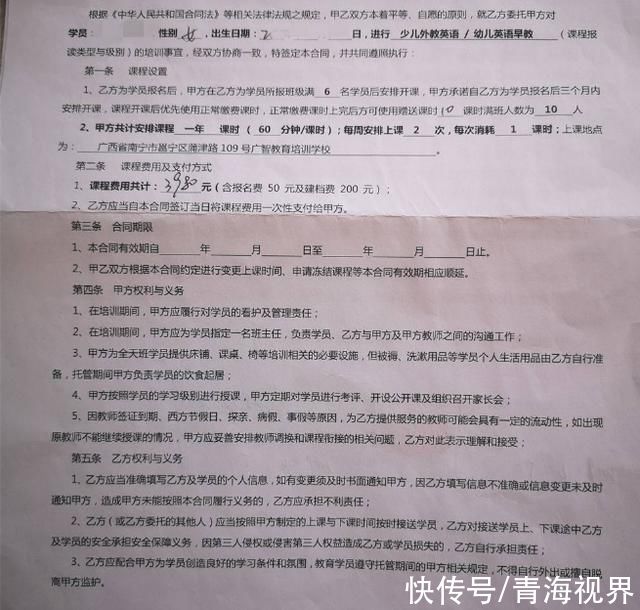 根据《中华人民共和国合同法》等相关法律法规之规定，甲乙双方本着平等、自愿的原则，就乙方委托甲方对
学员： 性别 女 ，出生日期： 日，进行 少儿外教英语 / 幼儿英语早教 （课程报
读类型与级别）的培训事宜，经双方协商一致，特签定本合同，并共同遵照执行：
第一条 课程设置
1、乙方为学员报名后，甲方在乙方为学员所报班级满 6 名学员后安排开课，甲方承诺自乙方为学员报名后三个月内
安排开课，课程开课后优先使用正常缴费课时，正常缴费课时上完后方可使用赠送课时（0 课时满班人数为 10 人
2、甲方共计安排课程 一年 课时（ 60 分钟/课时）；每周安排上课 2 次，每次消耗 1 课时；上课地点
为： 广西省南宁市邕宁区蒲津路 109 号广智教育培训学校 。
第二条 课程费用及支付方式
1、课程费用共计： 3980 元（含报名费 50 元及建档费 200 元）；
2、乙方应当自本合同签订当日将课程费用一次性支付给甲方。
第三条 合同期限
1、本合同有效期自 年 月 日至 年 月 日止。
2、甲乙双方根据本合同约定进行变更上课时间、申请冻结课程等本合同有效期相应顺延。
第四条 甲方权利与义务
1、在培训期间，甲方应履行对学员的看护及管理责任；
2、在培训期间，甲方应为学员指定一名班主任，负责学员、乙方与甲方及甲方教师之间的沟通工作；
3、甲方为全天班学员提供床铺、课桌、椅等培训相关的必要设施，但被褥、洗漱用品等学员个人生活用品由乙方自行准
备，托管期间甲方负责学员的饮食起居；
4、甲方按照学员的学习级别进行授课，甲方定期对学员进行考评、开设公开课及组织召开家长会；
5、因教师签证到期、西方节假日、探亲、病假、事假等原因，为乙方提供服务的教师可能会具有一定的流动性，如出现
原教师不能继续授课的情况，甲方应妥善安排教师调换和课程衔接的相关问题，乙方对此表示理解和接受；
第五条 乙方权利与义务
1、乙方应当准确填写乙方及学员的个人信息，如有变更须及时书面通知甲方，因乙方填写信息不准确或信息变更未及时
通知甲方，造成甲方未能按照本合同履行义务的，乙方应承担不利责任；
2、乙方（或乙方委托的其他人）应当按照甲方制定的上课与下课时间按时接送学员，乙方对接送学员上、下课途中乙方
及学员的安全承担安全保障义务，因第三人侵权或侵害第三人权益造成乙方或学员损失的，乙方自行承担责任；
3、乙方应配合甲方为学员创造良好的学习条件和氛围，教育学员遵守托管期间的甲方相关规定，不得自行外出或擅自脱
离甲方监护。
快传号/青海视界